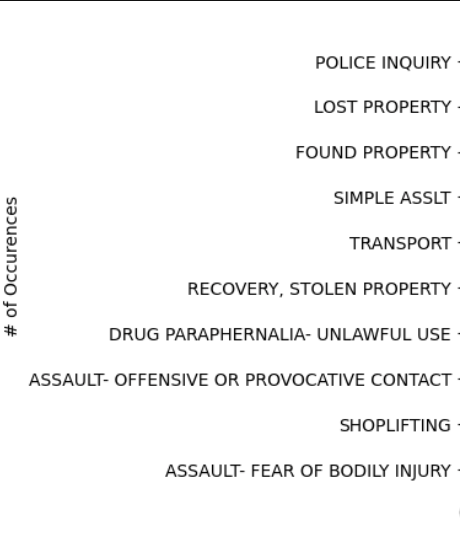 POLICE INQUIRY
LOST PROPERTY
FOUND PROPERTY
SIMPLE ASSLT
TRANSPORT
RECOVERY, STOLEN PROPERTY
DRUG PARAPHERNALIA- UNLAWFUL USE
ASSAULT- OFFENSIVE OR PROVOCATIVE CONTACT
SHOPLIFTING
ASSAULT- FEAR OF BODILY INJURY
# of Occurences